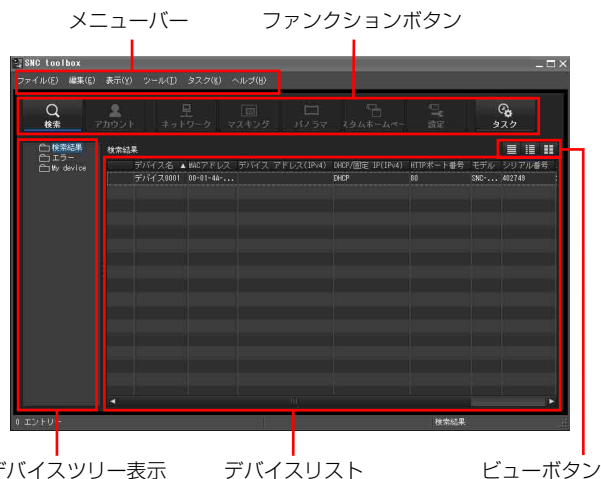 メニューバー
ファンクションボタン
SNC toolbox
ファイル(F) 編集(E) 表示(Y) ツール(T) タスク(K) ヘルプ(H)
検索 アカウント ネットワーク マスキング パノラマ スタムホームペー 設定 タスク
検索結果
エラー
My device
検索結果
デバイス名 ▲ MACアドレス デバイス アドレス(IPv4) DHCP/固定 IP(IPv4) HTTPポート番号 モデル シリアル番号
デバイス0001 00-01-4A-... DHCP 80 SNC-... 402749
0 エントリー
検索結果
デバイスツリー表示
デバイスリスト
ビューボタン